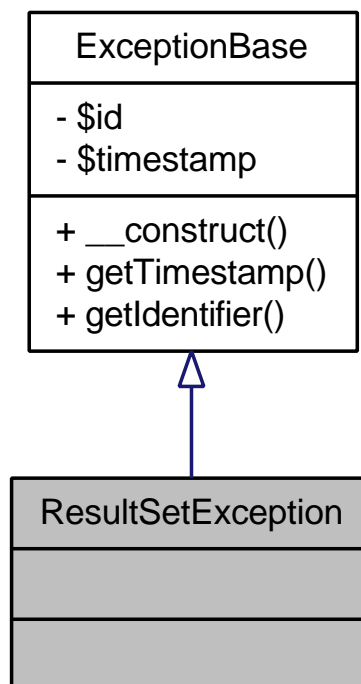 ExceptionBase
- $id
- $timestamp
+ __construct()
+ getTimestamp()
+ getIdentifier()
ResultSetException